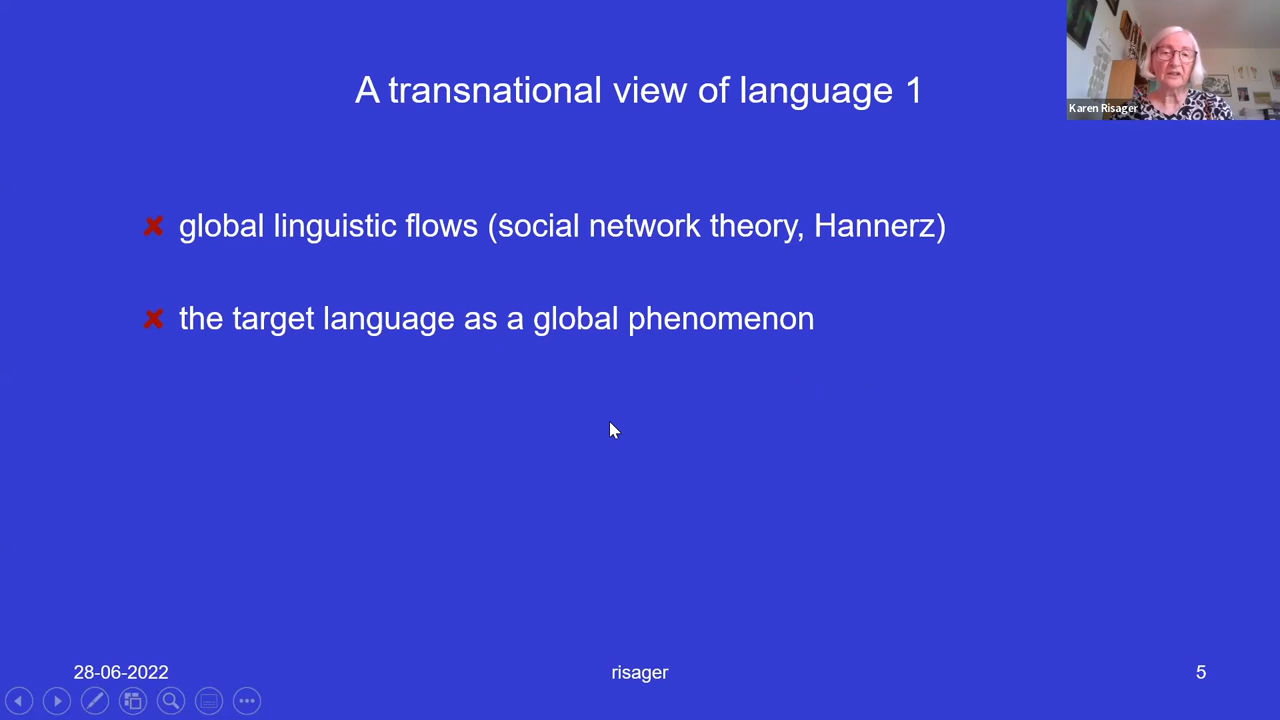 A transnational view of language 1
Karen Risager
global linguistic flows (social network theory, Hannerz)
the target language as a global phenomenon
28-06-2022
risager
5